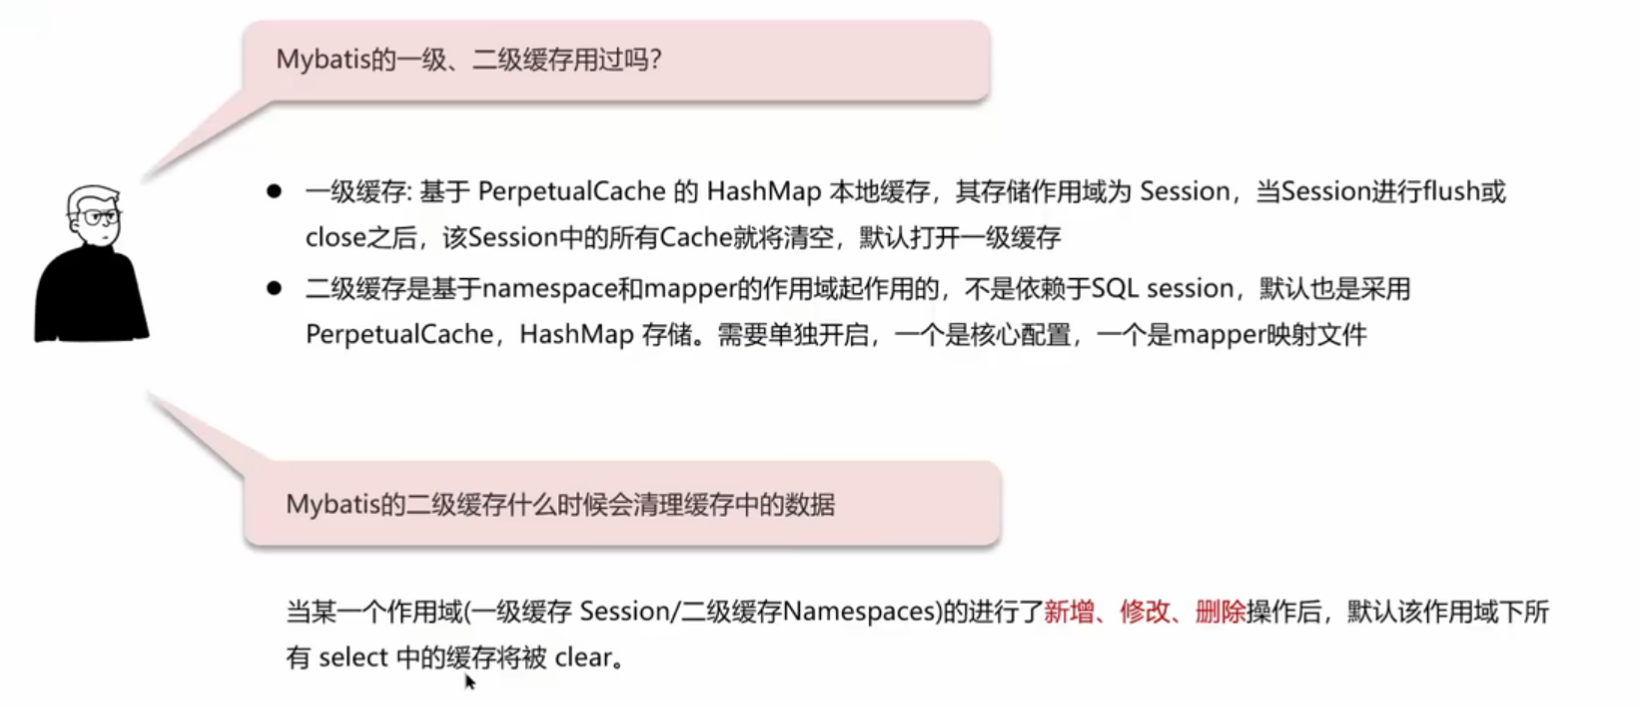 Mybatis的一级、二级缓存用过吗？
● 一级缓存: 基于 PerpetualCache 的 HashMap 本地缓存，其存储作用域为 Session，当Session进行flush或
close之后，该Session中的所有Cache就将清空，默认打开一级缓存
● 二级缓存是基于namespace和mapper的作用域起作用的，不是依赖于SQL session，默认也是采用
PerpetualCache，HashMap 存储。需要单独开启，一个是核心配置，一个是mapper映射文件
Mybatis的二级缓存什么时候会清理缓存中的数据
当某一个作用域(一级缓存 Session/二级缓存Namespaces)的进行了新增、修改、删除操作后，默认该作用域下所
有 select 中的缓存将被 clear。